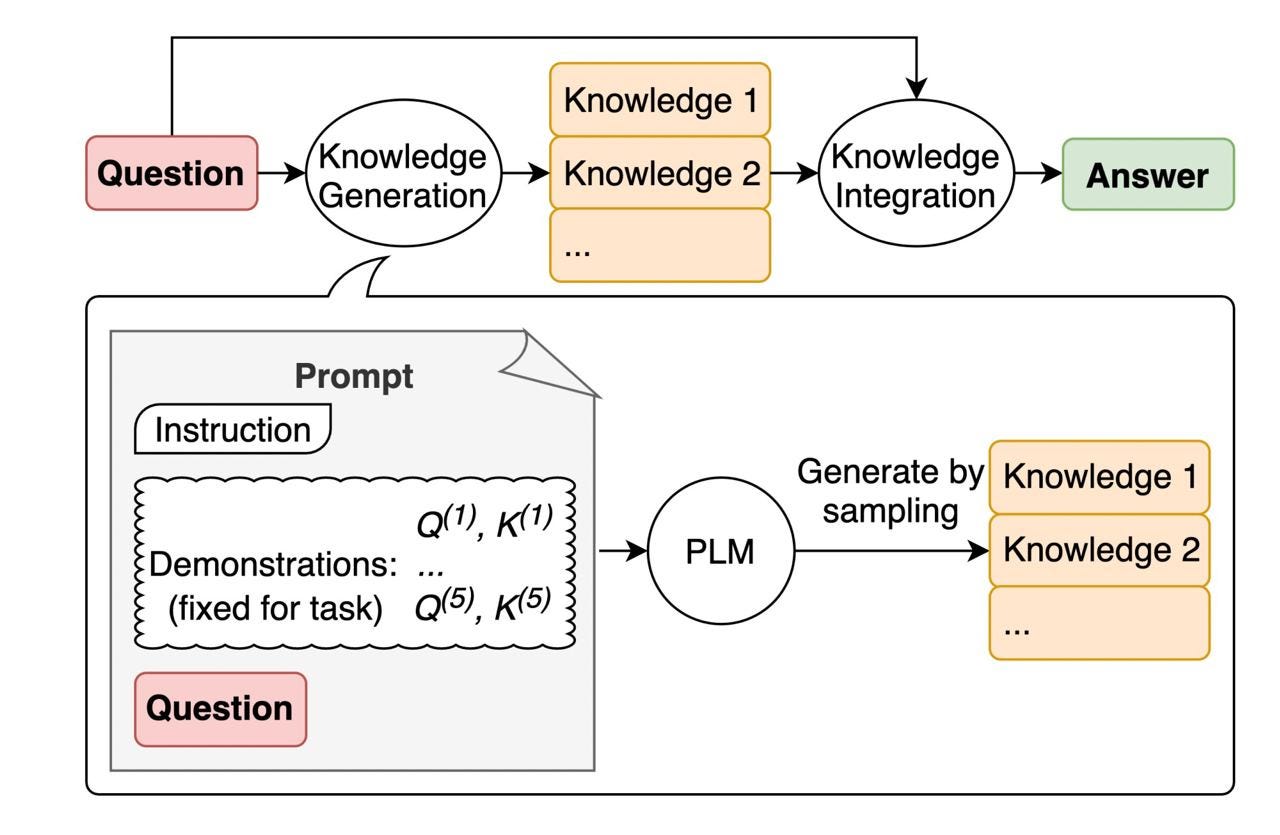 Question
Knowledge
Generation
Knowledge 1
Knowledge 2
...
Knowledge
Integration
Answer
Prompt
Instruction
Q(1), K(1)
Demonstrations: ...
(fixed for task) Q(5), K(5)
Question
PLM
Generate by
sampling
Knowledge 1
Knowledge 2
...